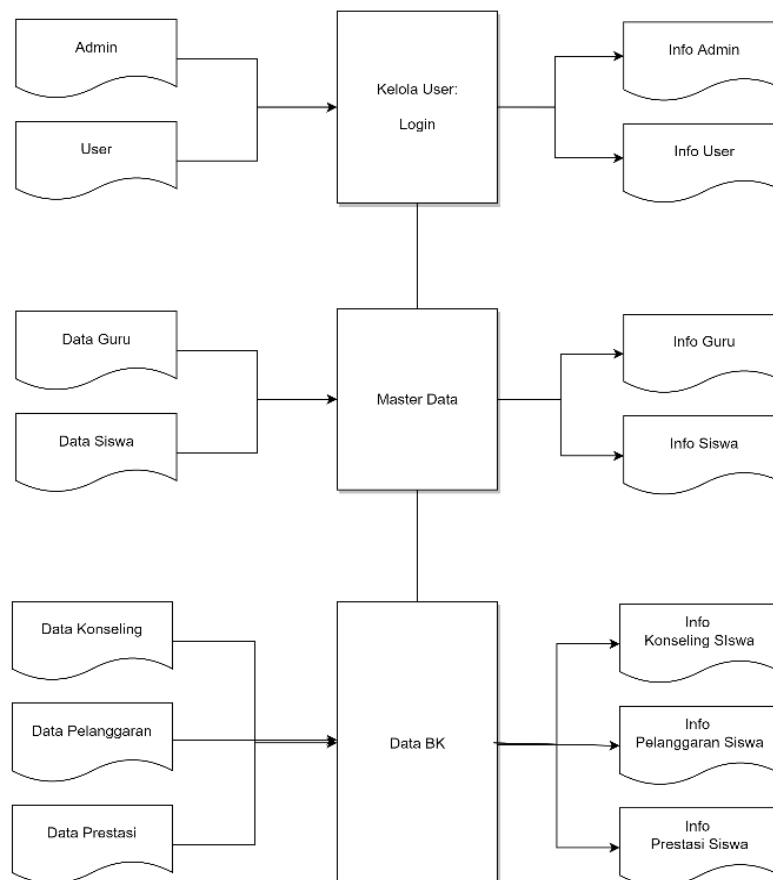 Admin
User
Kelola User:
Login
Info Admin
Info User
Data Guru
Data Siswa
Master Data
Info Guru
Info Siswa
Data Konseling
Data Pelanggaran
Data Prestasi
Data BK
Info
Konseling SIswa
Info
Pelanggaran Siswa
Info
Prestasi Siswa